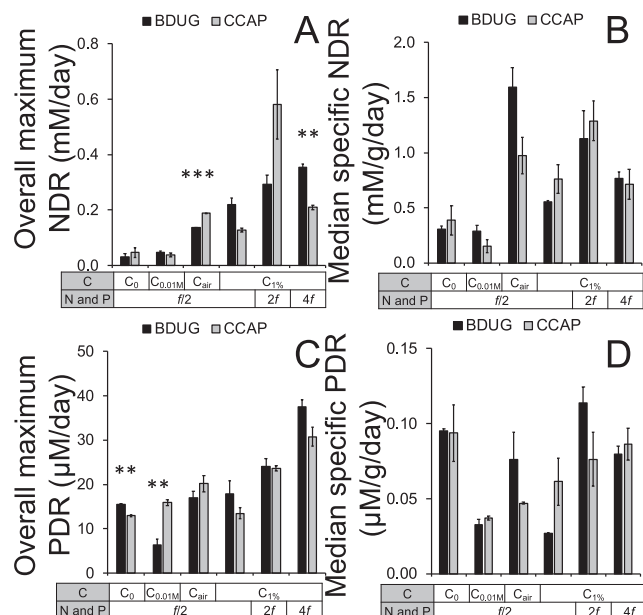 BDUG CCAP
A
Overall maximum
NDR (mM/day)
0.8
0.6
0.4
0.2
0.0
***
**
C C0 C0.01M Cair C1%
N and P f/2 2f 4f
BDUG CCAP
B
Median specific NDR
(mM/g/day)
2.0
1.5
1.0
0.5
0.0
C C0 C0.01M Cair C1%
N and P f/2 2f 4f
BDUG CCAP
C
Overall maximum
PDR (µM/day)
50
40
30
20
10
0
**
**
C C0 C0.01M Cair C1%
N and P f/2 2f 4f
BDUG CCAP
D
Median specific PDR
(µM/g/day)
0.15
0.10
0.05
0.00
C C0 C0.01M Cair C1%
N and P f/2 2f 4f